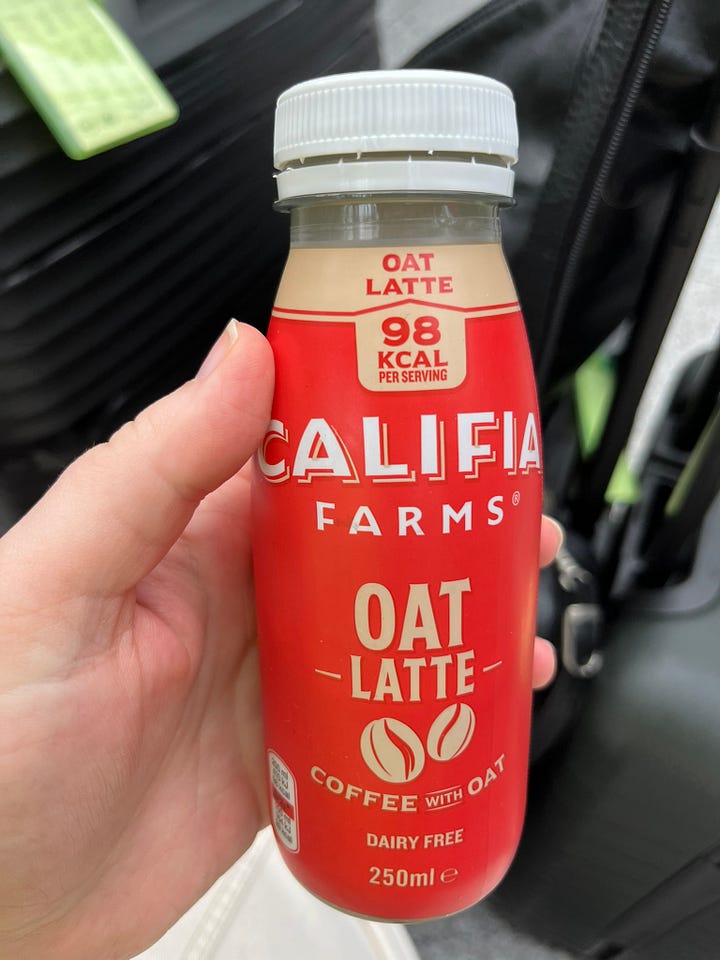 OAT
LATTE
98
KCAL
PER SERVING
CALIFIA
FARMS®
OAT
LATTE
COFFEE WITH OAT
DAIRY FREE
250ml ℮